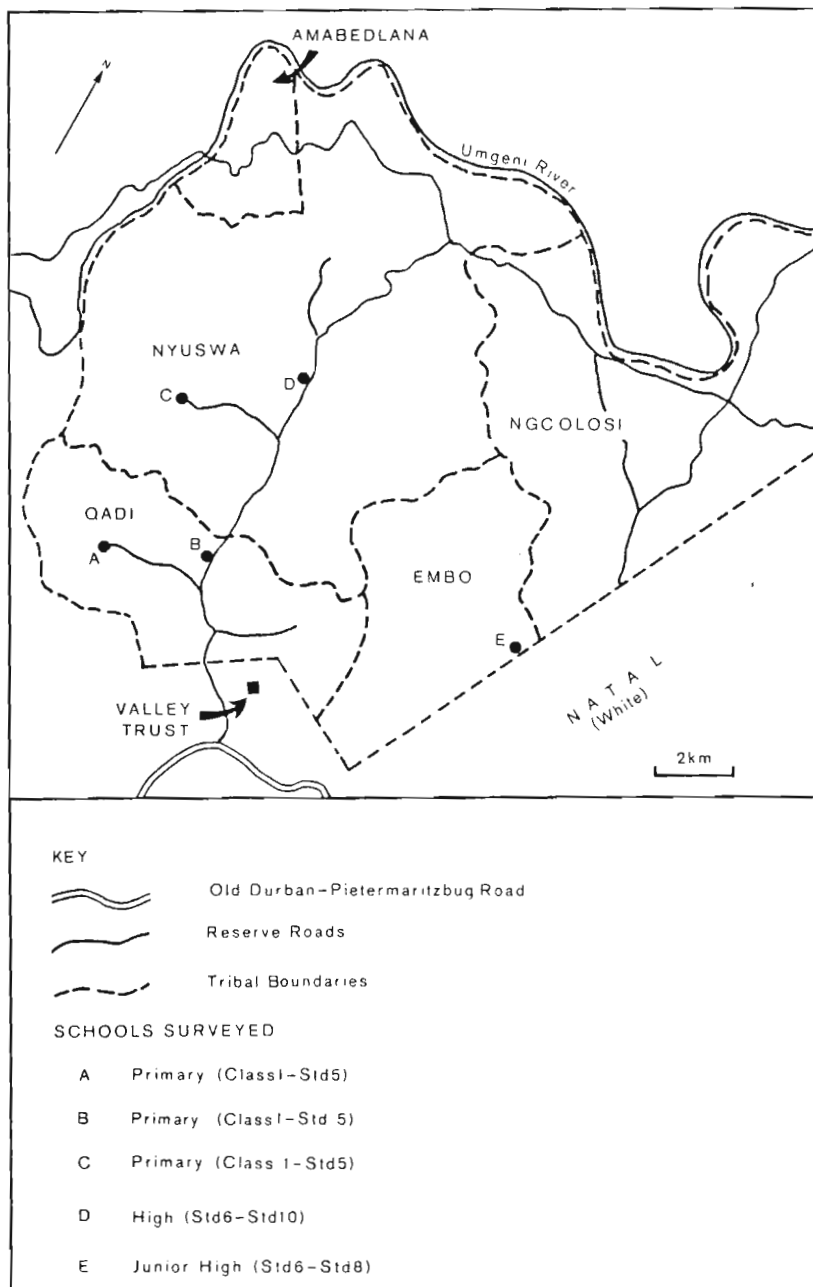 AMABEDLANA
N
Umgeni River
NYUSWA
D
C
NGCOLOSI
QADI
B
A
EMBO
E
NATAL
(White)
VALLEY
TRUST
2km
KEY
Old Durban-Pietermaritzbug Road
Reserve Roads
Tribal Boundaries
SCHOOLS SURVEYED
A Primary (Class1-Std5)
B Primary (Class1-Std 5)
C Primary (Class 1-Std5)
D High (Std6-Std10)
E Junior High (Std6-Std8)